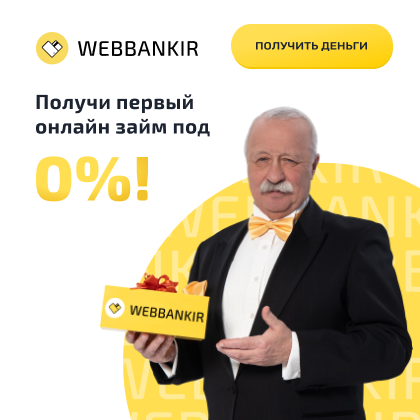 WEBBANKIR
ПОЛУЧИТЬ ДЕНЬГИ
Получи первый
онлайн займ под
0%!
WEBBANKIR